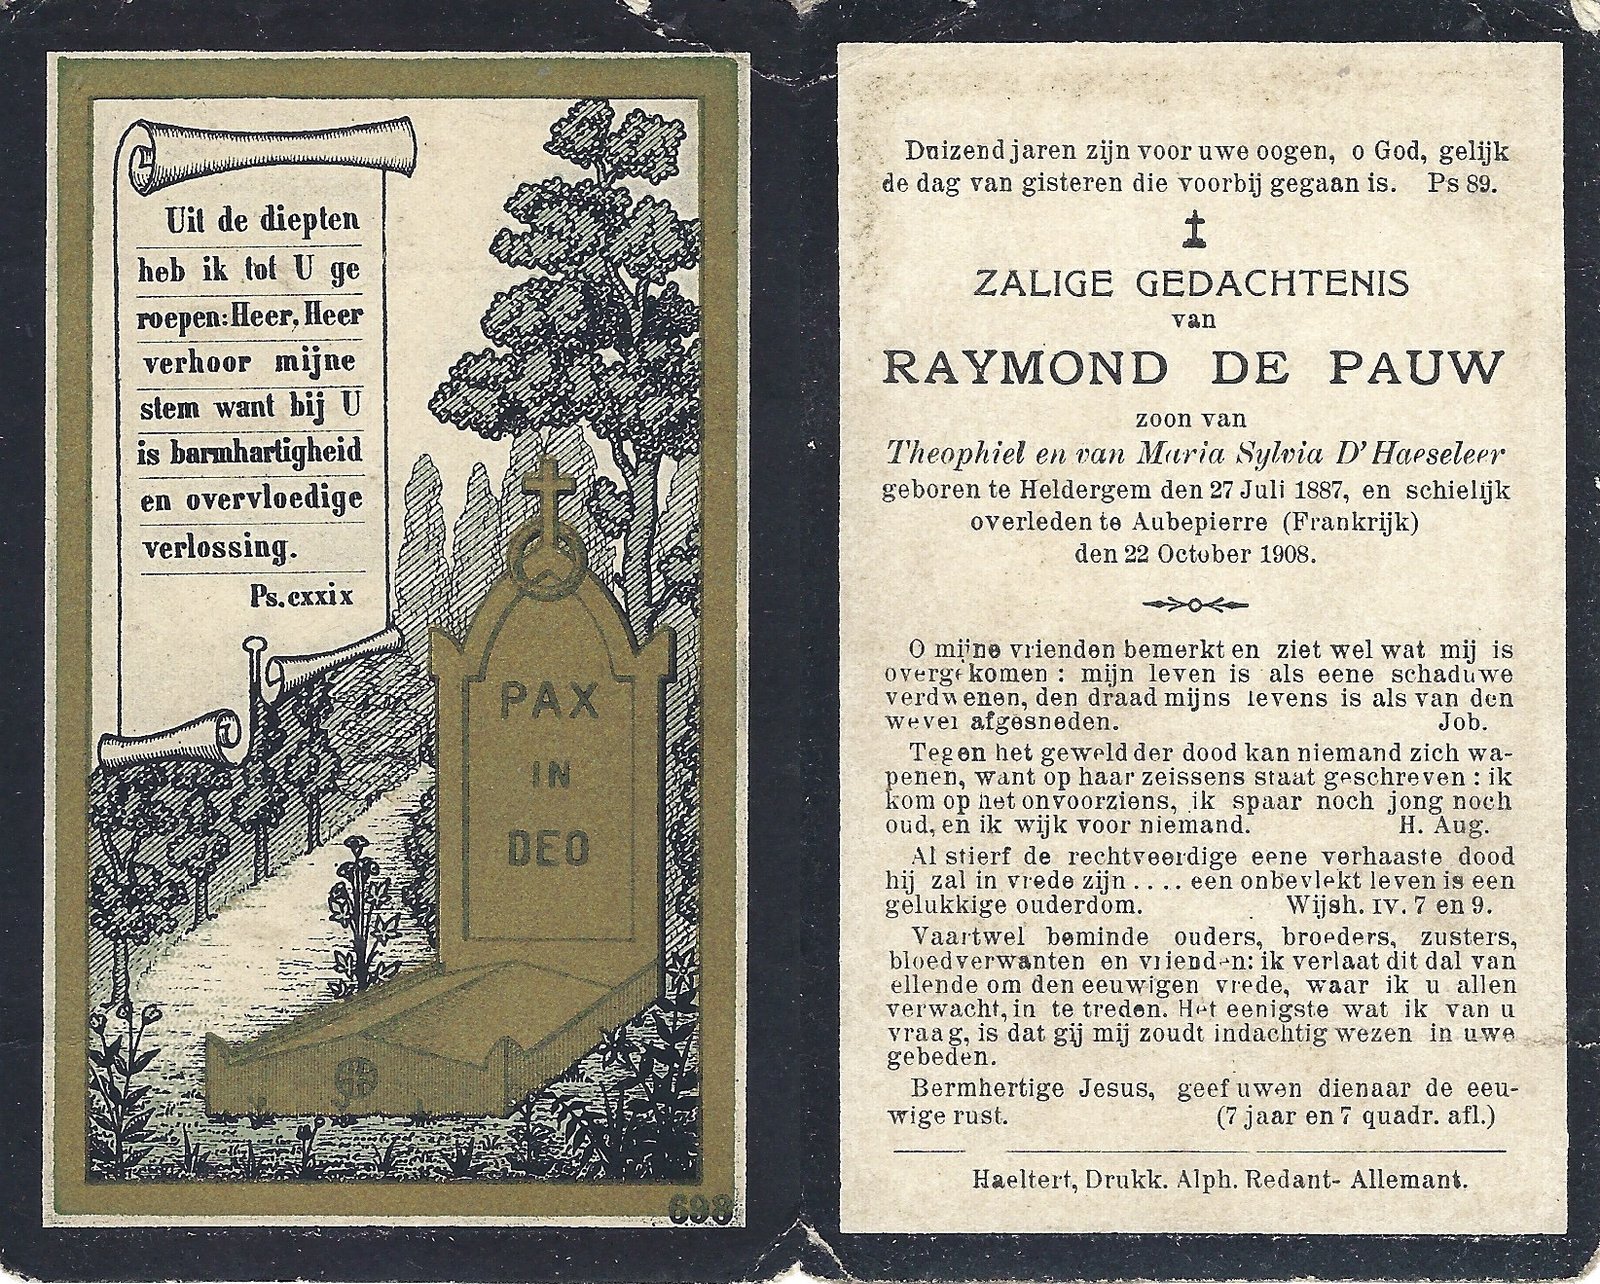 Uit de diepten
heb ik tot U ge
roepen: Heer, Heer
verhoor mijne
stem want bij U
is barmhartigheid
en overvloedige
verlossing.
Ps. cxxix
PAX
IN
DEO
698
Duizend jaren zijn voor uwe oogen, o God, gelijk
de dag van gisteren die voorbij gegaan is. Ps 89.
ZALIGE GEDACHTENIS
van
RAYMOND DE PAUW
zoon van
Theophiel en van Maria Sylvia D'Haeseleer
geboren te Heldergem den 27 Juli 1887, en schielijk
overleden te Aubepierre (Frankrijk)
den 22 October 1908.
O mijne vrienden bemerkt en ziet wel wat mij is
overgekomen : mijn leven is als eene schaduwe
verdwenen, den draad mijns levens is als van den
wever afgesneden. Job.
Tegen het geweld der dood kan niemand zich wa-
penen, want op haar zeissens staat geschreven : ik
kom op het onvoorziens, ik spaar noch jong noch
oud, en ik wijk voor niemand. H. Aug.
Al stierf de rechtveerdige eene verhaaste dood
hij zal in vrede zijn .... een onbevlekt leven is een
gelukkige ouderdom. Wijsh. IV. 7 en 9.
Vaartwel beminde ouders, broeders, zusters,
bloedverwanten en vrienden: ik verlaat dit dal van
ellende om den eeuwigen vrede, waar ik u allen
verwacht, in te treden. Het eenigste wat ik van u
vraag, is dat gij mij zoudt indachtig wezen in uwe
gebeden.
Bermhertige Jesus, geef uwen dienaar de eeu-
wige rust. (7 jaar en 7 quadr. afl.)
Haeltert, Drukk. Alph. Redant- Allemant.